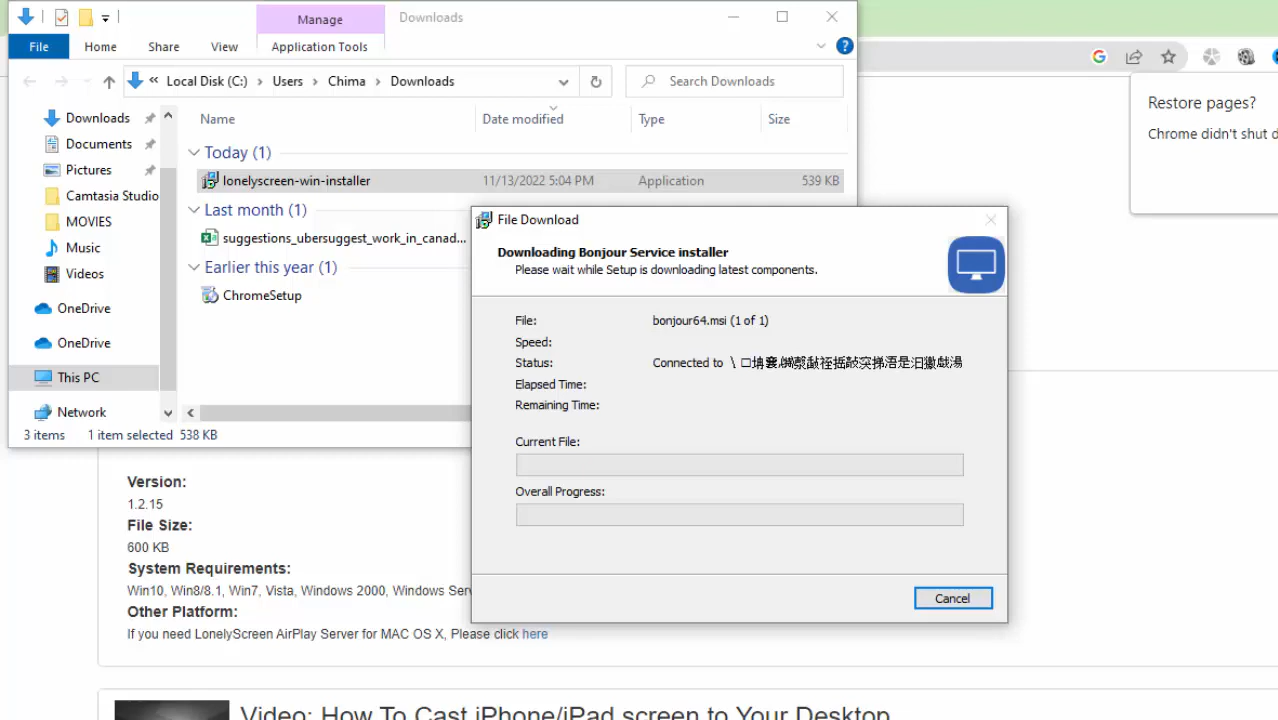 Manage
Downloads
File
Home
Share
View
Application Tools
« Local Disk (C:) > Users > Chima > Downloads
Search Downloads
Restore pages?
Chrome didn't shut d
Downloads
Documents
Pictures
Camtasia Studio
MOVIES
Music
Videos
OneDrive
OneDrive
This PC
Network
Name
Date modified
Type
Size
Today (1)
lonelyscreen-win-installer
11/13/2022 5:04 PM
Application
539 KB
Last month (1)
suggestions_ubersuggest_work_in_canad...
Earlier this year (1)
ChromeSetup
3 items
1 item selected 538 KB
File Download
Downloading Bonjour Service installer
Please wait while Setup is downloading latest components.
File:
bonjour64.msi (1 of 1)
Speed:
Status:
Connected to
Elapsed Time:
Remaining Time:
Current File:
Overall Progress:
Cancel
Version:
1.2.15
File Size:
600 KB
System Requirements:
Win10, Win8/8.1, Win7, Vista, Windows 2000, Windows Serv
Other Platform:
If you need LonelyScreen AirPlay Server for MAC OS X, Please click here
Video: How To Cast iPhone/iPad screen to Your Desktop